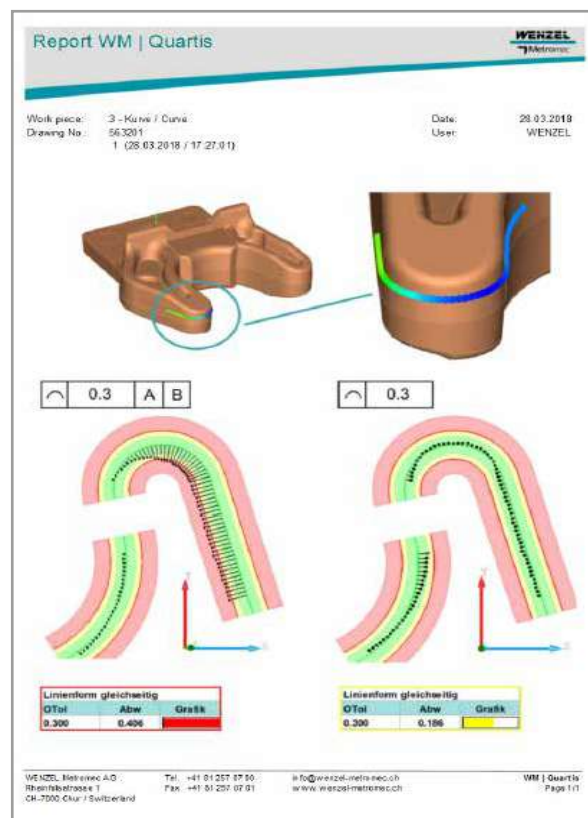 Report WM | Quartis
WENZEL
Metromec
Work piece: 3 - Kurve / Curve
Drawing No.: 563201
1 (28.03.2018 / 17:27:01)
Date: 28.03.2018
User: WENZEL
0.3 A B
0.3
Y
X
Y
X
Linienform gleichseitig
OTol Abw Grafik
0.300 0.406
Linienform gleichseitig
OTol Abw Grafik
0.300 0.186
WENZEL Metromec AG
Rheinfelsstrasse 1
CH-7000 Chur / Switzerland
Tel. +41 81 257 07 00
Fax +41 81 257 07 01
info@wenzel-metromec.ch
www.wenzel-metromec.ch
WM | Quartis
Page 1/1